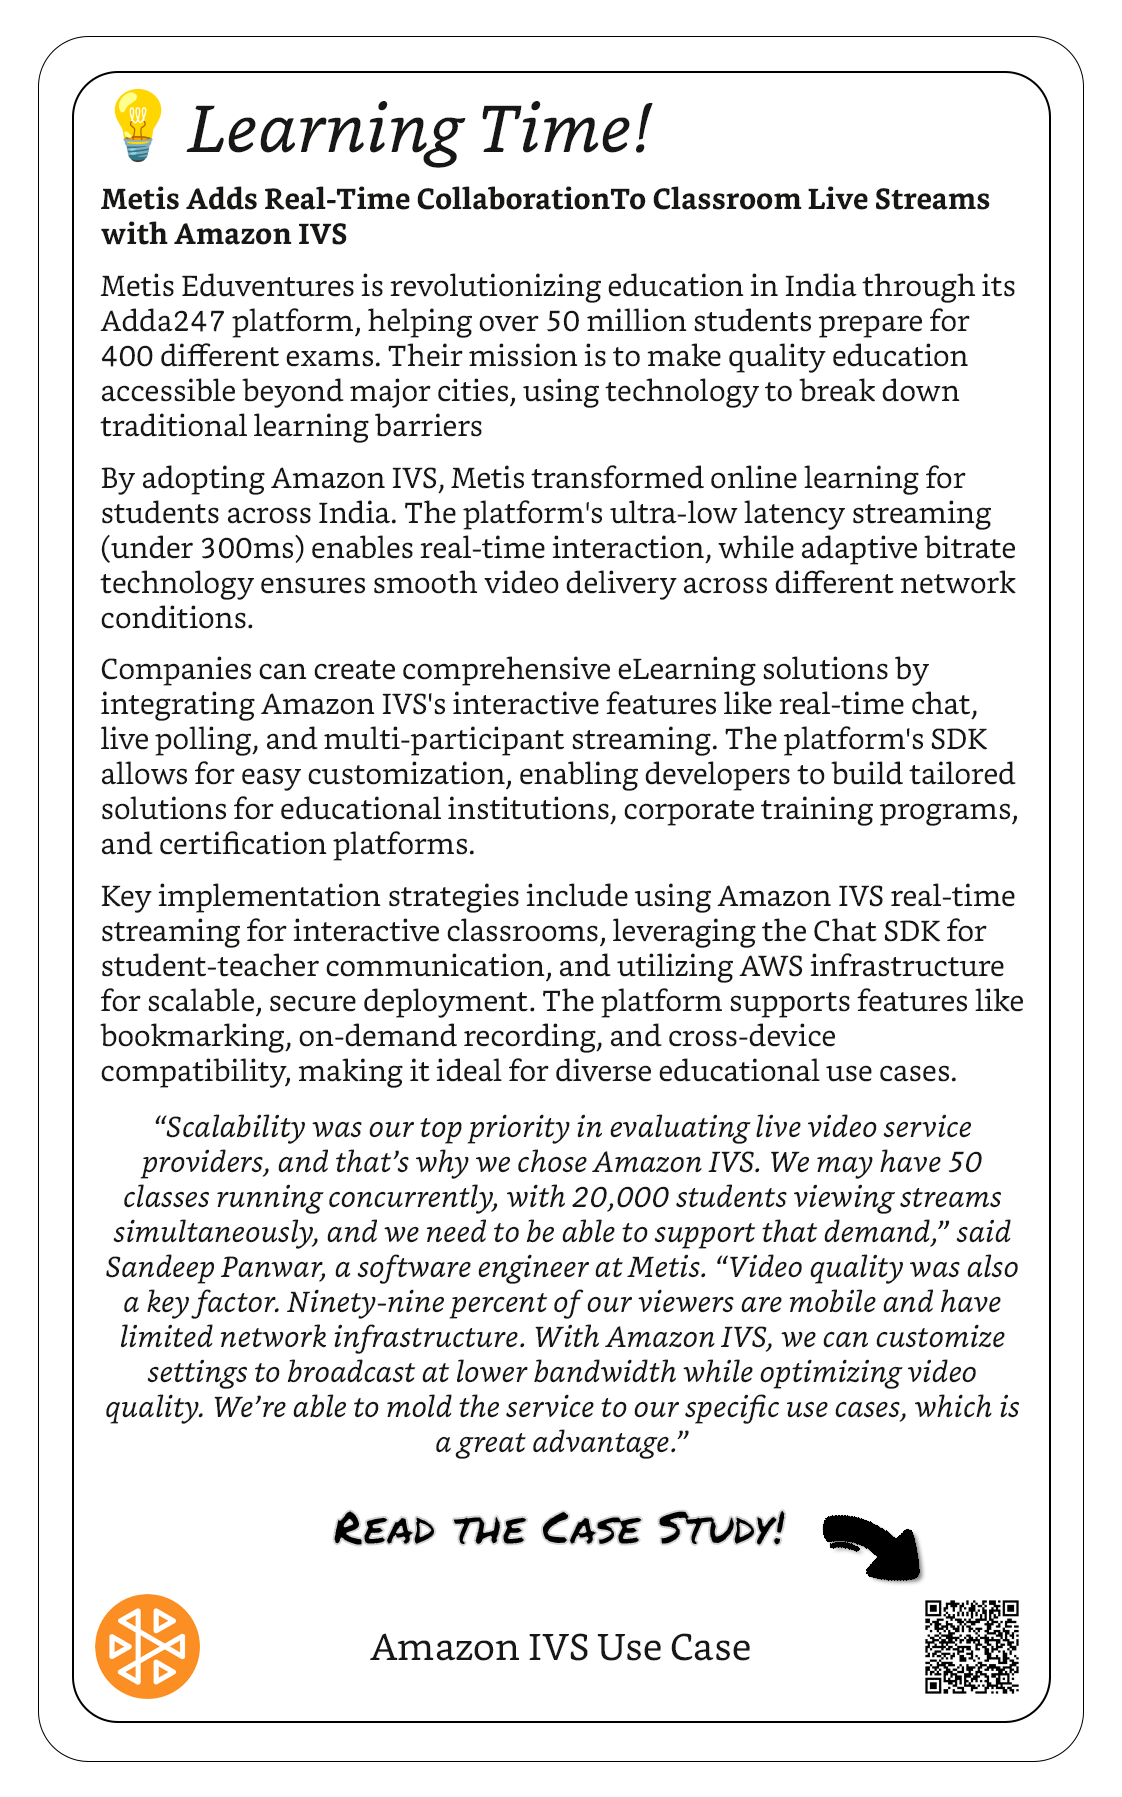 Learning Time!
Metis Adds Real-Time CollaborationTo Classroom Live Streams
with Amazon IVS
Metis Eduventures is revolutionizing education in India through its
Adda247 platform, helping over 50 million students prepare for
400 different exams. Their mission is to make quality education
accessible beyond major cities, using technology to break down
traditional learning barriers
By adopting Amazon IVS, Metis transformed online learning for
students across India. The platform's ultra-low latency streaming
(under 300ms) enables real-time interaction, while adaptive bitrate
technology ensures smooth video delivery across different network
conditions.
Companies can create comprehensive eLearning solutions by
integrating Amazon IVS's interactive features like real-time chat,
live polling, and multi-participant streaming. The platform's SDK
allows for easy customization, enabling developers to build tailored
solutions for educational institutions, corporate training programs,
and certification platforms.
Key implementation strategies include using Amazon IVS real-time
streaming for interactive classrooms, leveraging the Chat SDK for
student-teacher communication, and utilizing AWS infrastructure
for scalable, secure deployment. The platform supports features like
bookmarking, on-demand recording, and cross-device
compatibility, making it ideal for diverse educational use cases.
“Scalability was our top priority in evaluating live video service
providers, and that’s why we chose Amazon IVS. We may have 50
classes running concurrently, with 20,000 students viewing streams
simultaneously, and we need to be able to support that demand,” said
Sandeep Panwar, a software engineer at Metis. “Video quality was also
a key factor. Ninety-nine percent of our viewers are mobile and have
limited network infrastructure. With Amazon IVS, we can customize
settings to broadcast at lower bandwidth while optimizing video
quality. We’re able to mold the service to our specific use cases, which is
a great advantage.”
Read the Case Study!
Amazon IVS Use Case